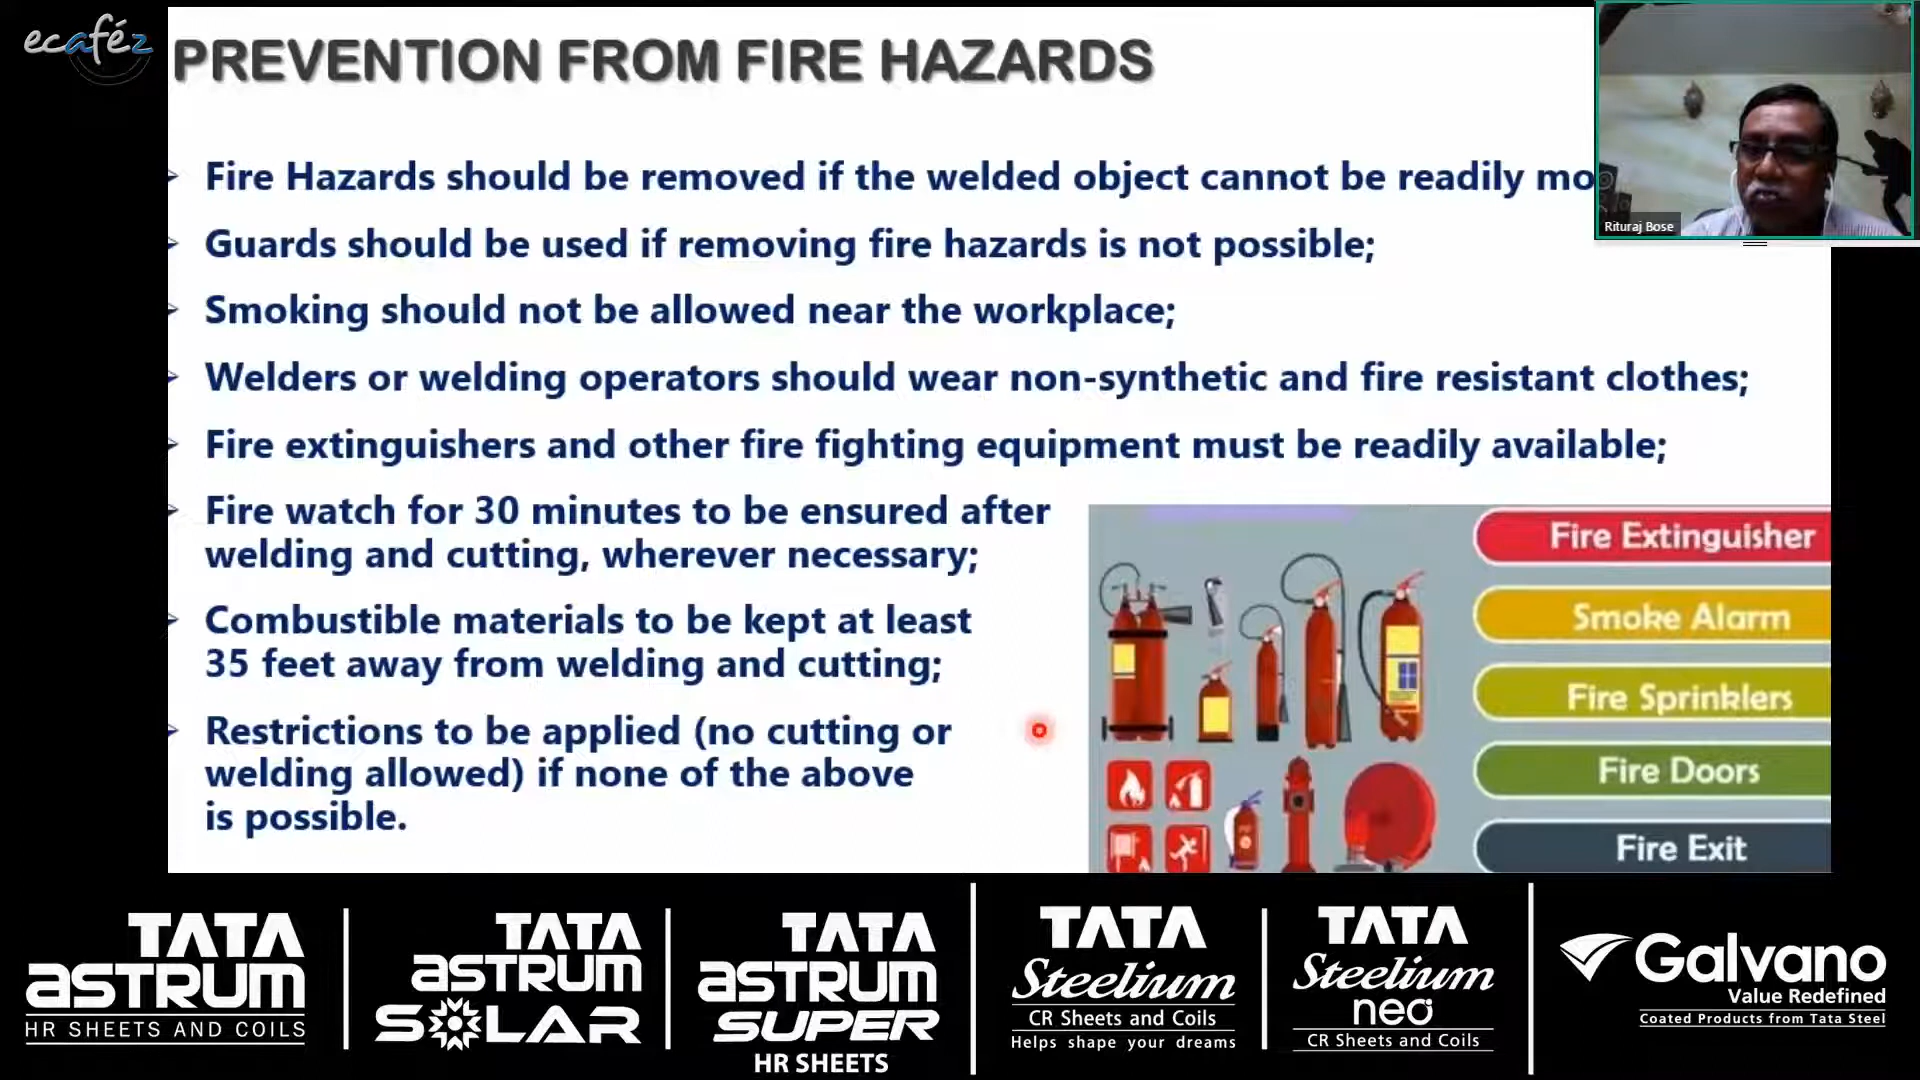 ecaféz
PREVENTION FROM FIRE HAZARDS
Fire Hazards should be removed if the welded object cannot be readily mo
Guards should be used if removing fire hazards is not possible;
Smoking should not be allowed near the workplace;
Welders or welding operators should wear non-synthetic and fire resistant clothes;
Fire extinguishers and other fire fighting equipment must be readily available;
Fire watch for 30 minutes to be ensured after
welding and cutting, wherever necessary;
Combustible materials to be kept at least
35 feet away from welding and cutting;
Restrictions to be applied (no cutting or
welding allowed) if none of the above
is possible.
Rituraj Bose
Fire Extinguisher
Smoke Alarm
Fire Sprinklers
Fire Doors
Fire Exit
TATA
ASTRUM
HR SHEETS AND COILS
TATA
ASTRUM
SOLAR
TATA
ASTRUM
SUPER
HR SHEETS
TATA
Steelium
CR Sheets and Coils
Helps shape your dreams
TATA
Steelium
neo
CR Sheets and Coils
Galvano
Value Redefined
Coated Products from Tata Steel